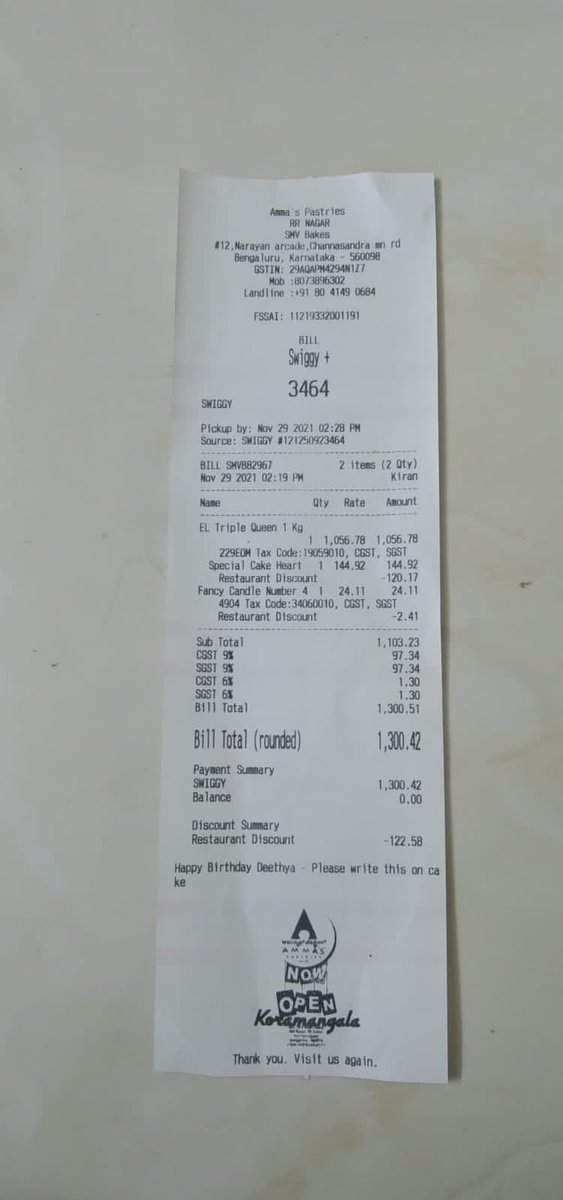 Amma's Pastries
RR NAGAR
SMV Bakes
#12,Narayan arcade,Channasandra mn rd
Bengaluru, Karnataka - 560098
GSTIN: 29AQAPM4294N1Z7
Mob :8073896302
Landline :+91 80 4149 0684
FSSAI: 11219332001191
BILL
Swiggy +
3464
SWIGGY
Pickup by: Nov 29 2021 02:28 PM
Source: SWIGGY #121250923464
BILL SMV882967 2 items (2 Qty)
Nov 29 2021 02:19 PM Kiran
Name Qty Rate Amount
EL Triple Queen 1 Kg
- 1 1,056.78 1,056.78
229EOM Tax Code:19059010, CGST, SGST
Special Cake Heart 1 144.92 144.92
Restaurant Discount -120.17
Fancy Candle Number 4 1 24.11 24.11
4904 Tax Code:34060010, CGST, SGST
Restaurant Discount -2.41
Sub Total 1,103.23
CGST 9% 97.34
SGST 9% 97.34
CGST 6% 1.30
SGST 6% 1.30
Bill Total 1,300.51
Bill Total (rounded) 1,300.42
Payment Summary
SWIGGY 1,300.42
Balance 0.00
Discount Summary
Restaurant Discount -122.58
Happy Birthday Deethya - Please write this on ca
ke
AMMAS
NOW
OPEN
Koramangala
Thank you. Visit us again.